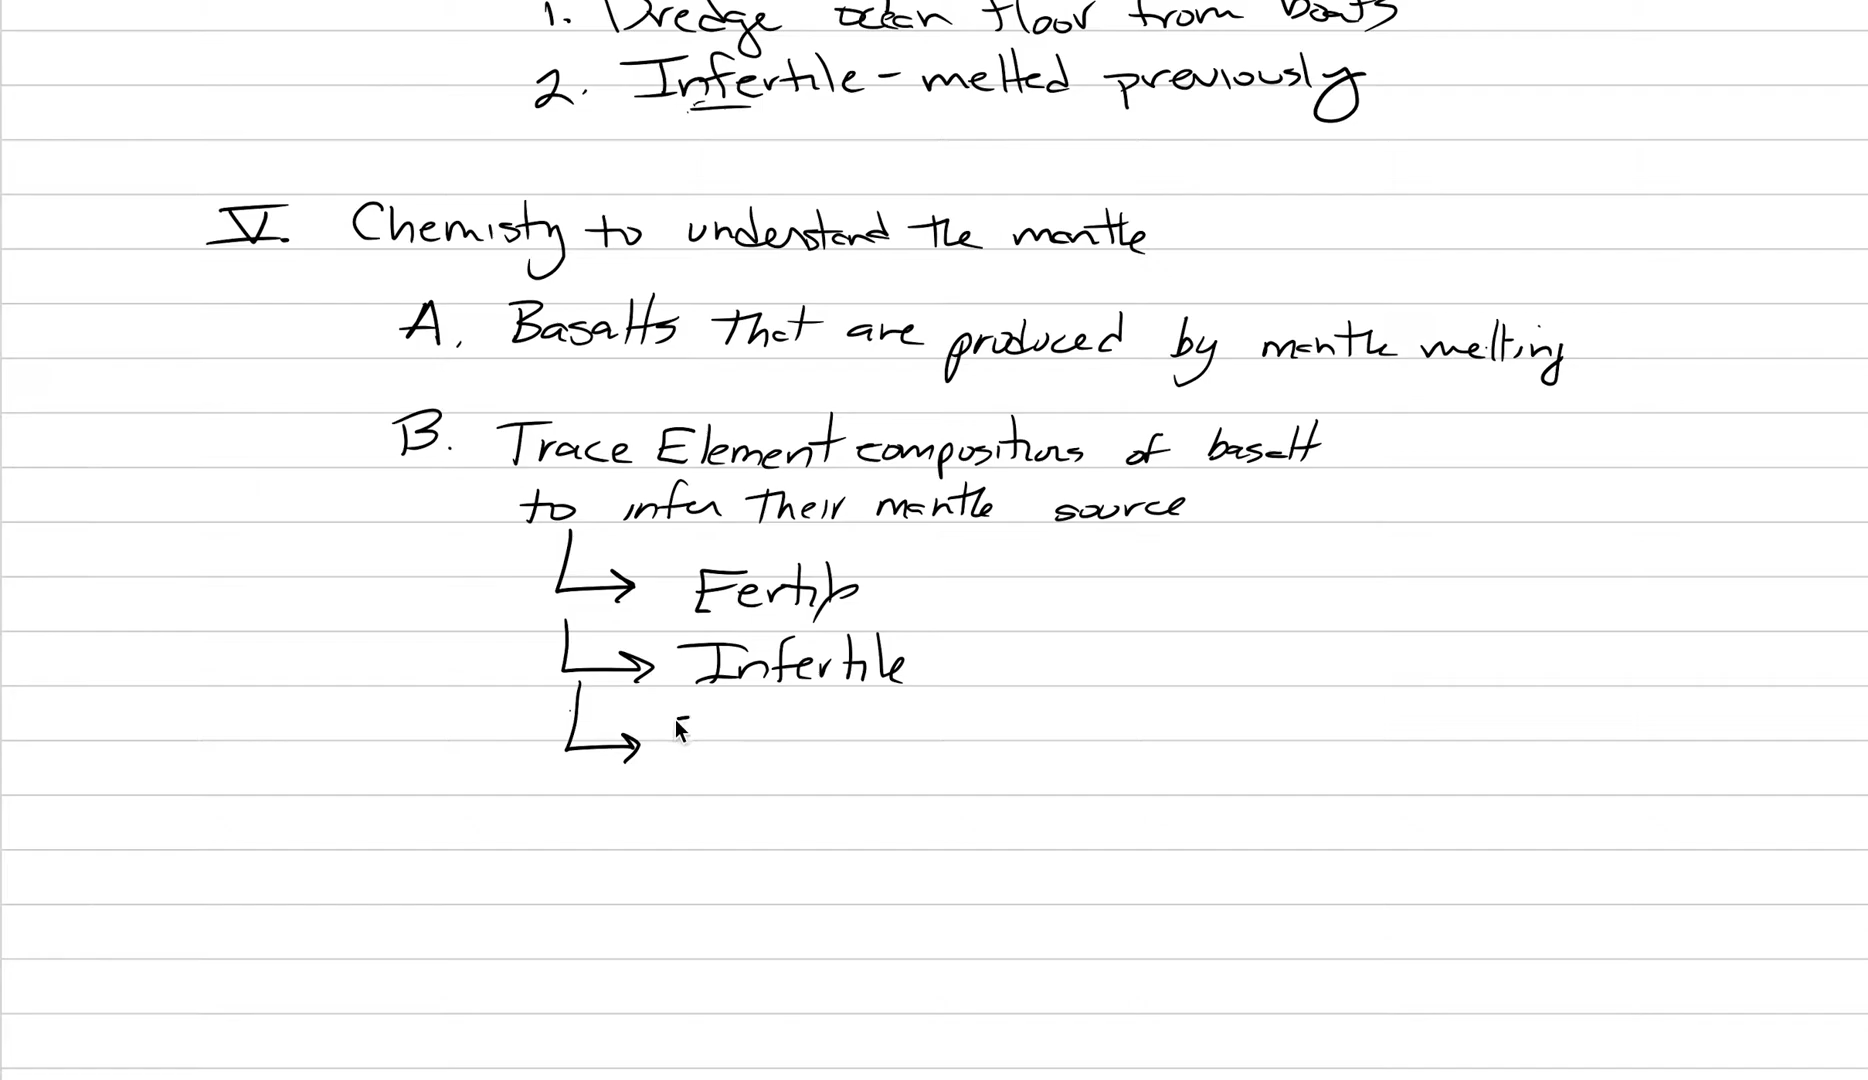 1. Dredge ocean floor from boats
2. Infertile - melted previously
V. Chemisty to understand the mantle
A. Basalts that are produced by mantle melting
B. Trace Element compositions of basalt
to infer their mantle source
↳ Fertile
↳ Infertile
↳